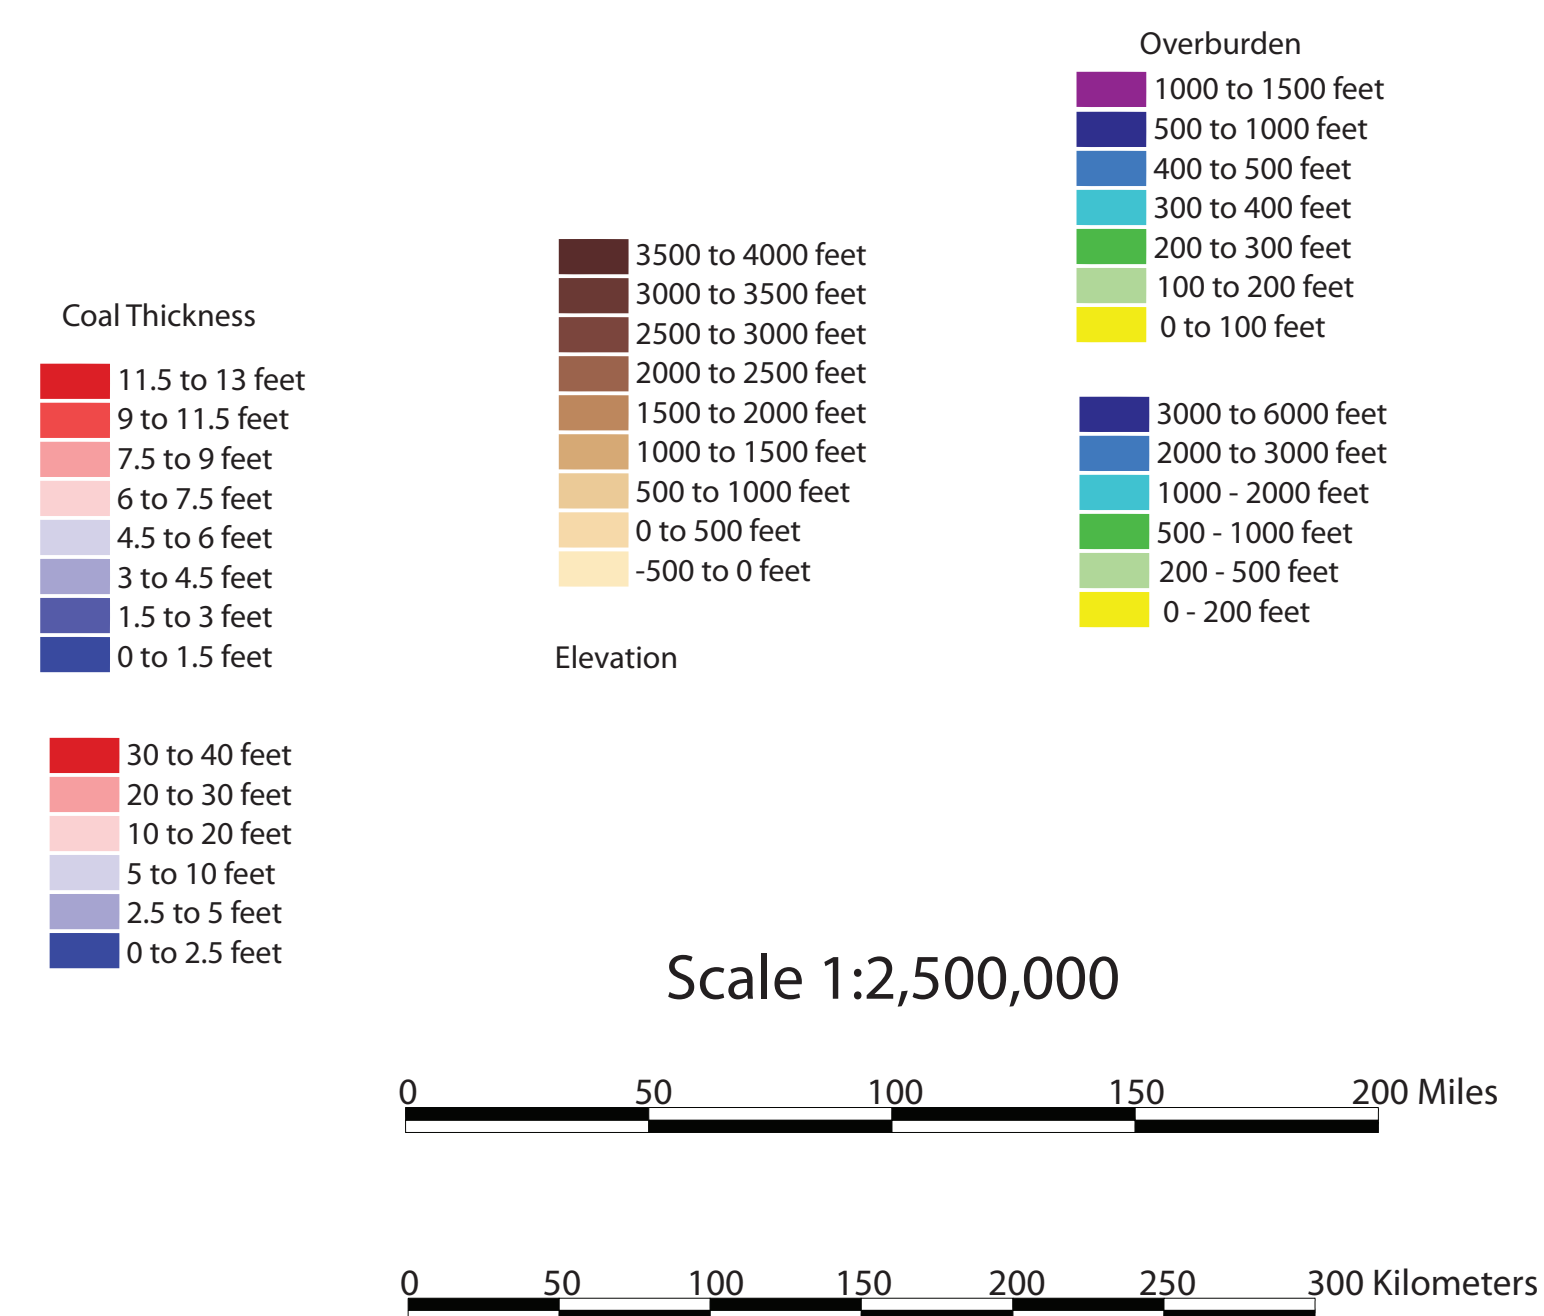 Coal Thickness
11.5 to 13 feet
9 to 11.5 feet
7.5 to 9 feet
6 to 7.5 feet
4.5 to 6 feet
3 to 4.5 feet
1.5 to 3 feet
0 to 1.5 feet
30 to 40 feet
20 to 30 feet
10 to 20 feet
5 to 10 feet
2.5 to 5 feet
0 to 2.5 feet
3500 to 4000 feet
3000 to 3500 feet
2500 to 3000 feet
2000 to 2500 feet
1500 to 2000 feet
1000 to 1500 feet
500 to 1000 feet
0 to 500 feet
-500 to 0 feet
Elevation
Overburden
1000 to 1500 feet
500 to 1000 feet
400 to 500 feet
300 to 400 feet
200 to 300 feet
100 to 200 feet
0 to 100 feet
3000 to 6000 feet
2000 to 3000 feet
1000 - 2000 feet
500 - 1000 feet
200 - 500 feet
0 - 200 feet
Scale 1:2,500,000
0 50 100 150 200 Miles
0 50 100 150 200 250 300 Kilometers